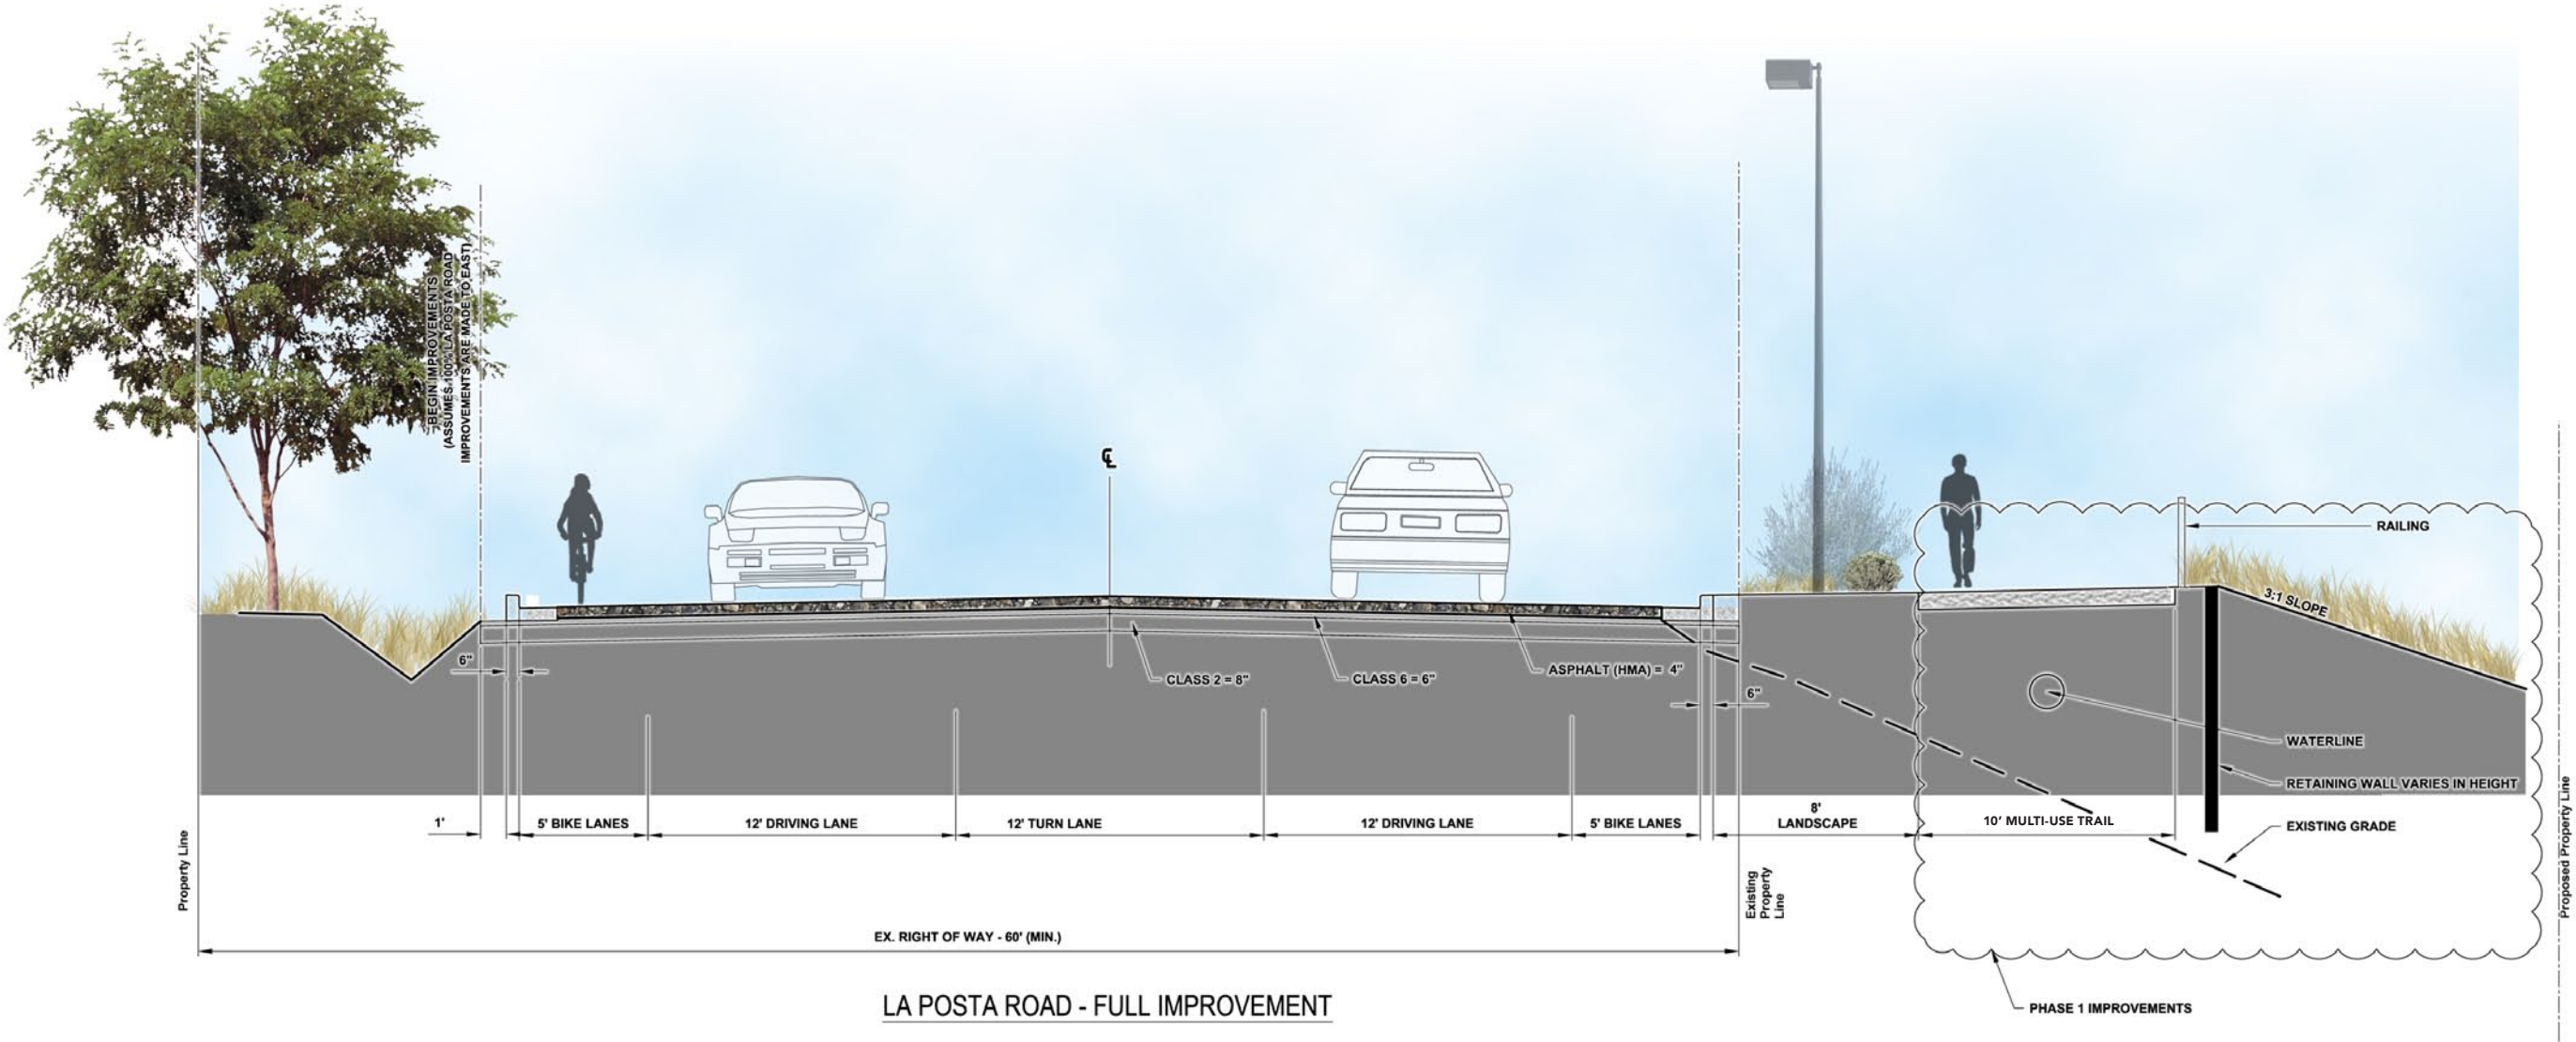 BEGIN IMPROVEMENTS
(ASSUMES 100% LA POSTA ROAD
IMPROVEMENTS ARE MADE TO EAST)
CL
RAILING
3:1 SLOPE
6"
CLASS 2 = 8"
CLASS 6 = 6"
ASPHALT (HMA) = 4"
6"
WATERLINE
RETAINING WALL VARIES IN HEIGHT
EXISTING GRADE
1'
5' BIKE LANES
12' DRIVING LANE
12' TURN LANE
12' DRIVING LANE
5' BIKE LANES
8'
LANDSCAPE
10' MULTI-USE TRAIL
Property Line
Existing
Property
Line
Proposed Property Line
EX. RIGHT OF WAY - 60' (MIN.)
LA POSTA ROAD - FULL IMPROVEMENT
PHASE 1 IMPROVEMENTS